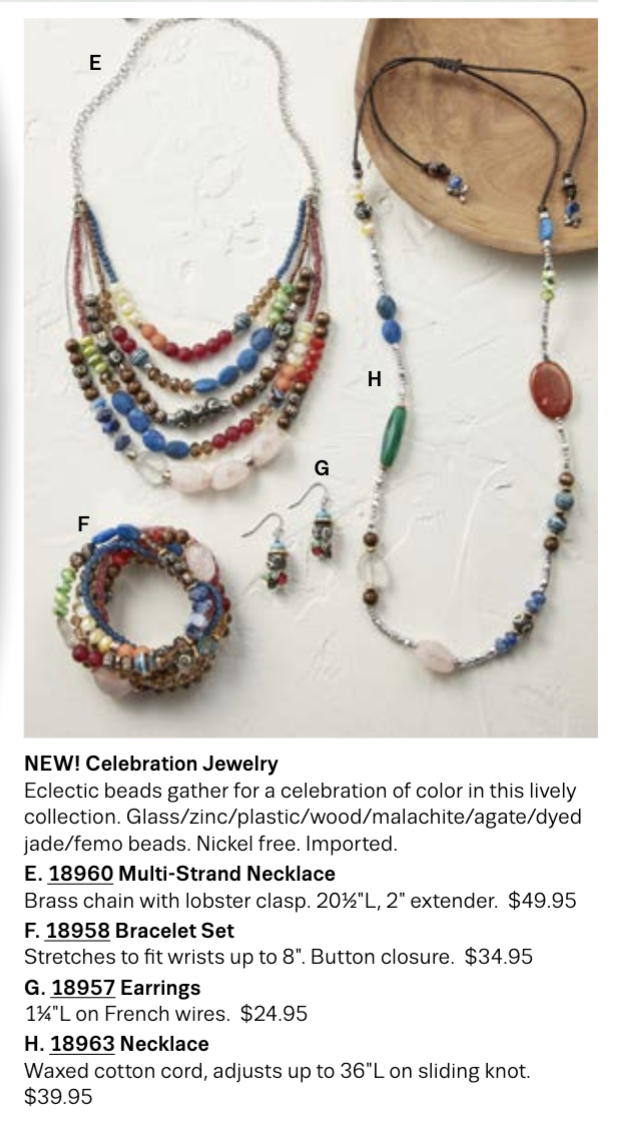 E
H
G
F
NEW! Celebration Jewelry
Eclectic beads gather for a celebration of color in this lively
collection. Glass/zinc/plastic/wood/malachite/agate/dyed
jade/femo beads. Nickel free. Imported.
E. 18960 Multi-Strand Necklace
Brass chain with lobster clasp. 20½"L, 2" extender. $49.95
F. 18958 Bracelet Set
Stretches to fit wrists up to 8". Button closure. $34.95
G. 18957 Earrings
1¼"L on French wires. $24.95
H. 18963 Necklace
Waxed cotton cord, adjusts up to 36"L on sliding knot.
$39.95